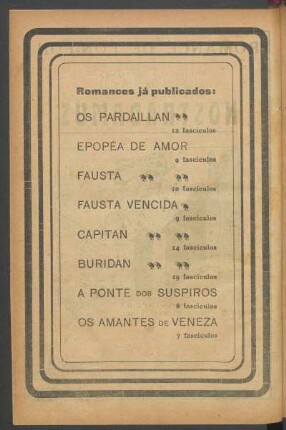 Romances já publicados:
OS PARDAILLAN
12 fasciculos
EPOPÉA DE AMOR
9 fasciculos
FAUSTA
10 fasciculos
FAUSTA VENCIDA
9 fasciculos
CAPITAN
14 fasciculos
BURIDAN
19 fasciculos
A PONTE DOS SUSPIROS
8 fasciculos
OS AMANTES DE VENEZA
7 fasciculos